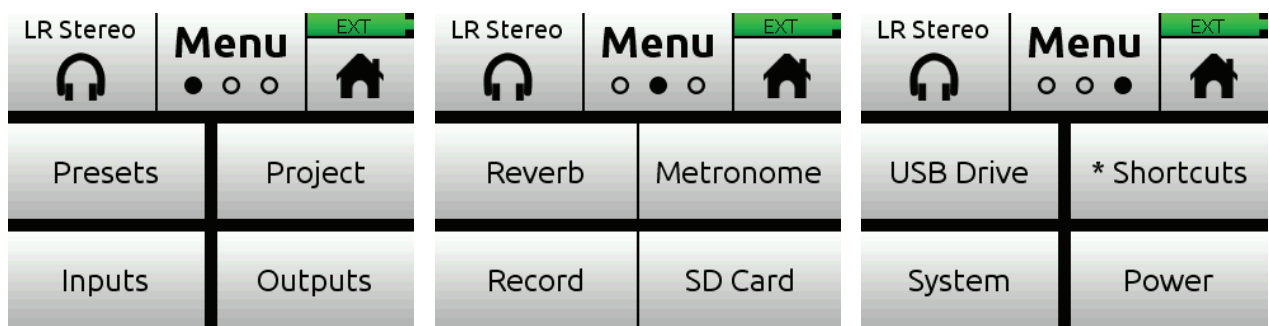 LR Stereo Menu EXT
Presets Project
Inputs Outputs
LR Stereo Menu EXT
Reverb Metronome
Record SD Card
LR Stereo Menu EXT
USB Drive * Shortcuts
System Power